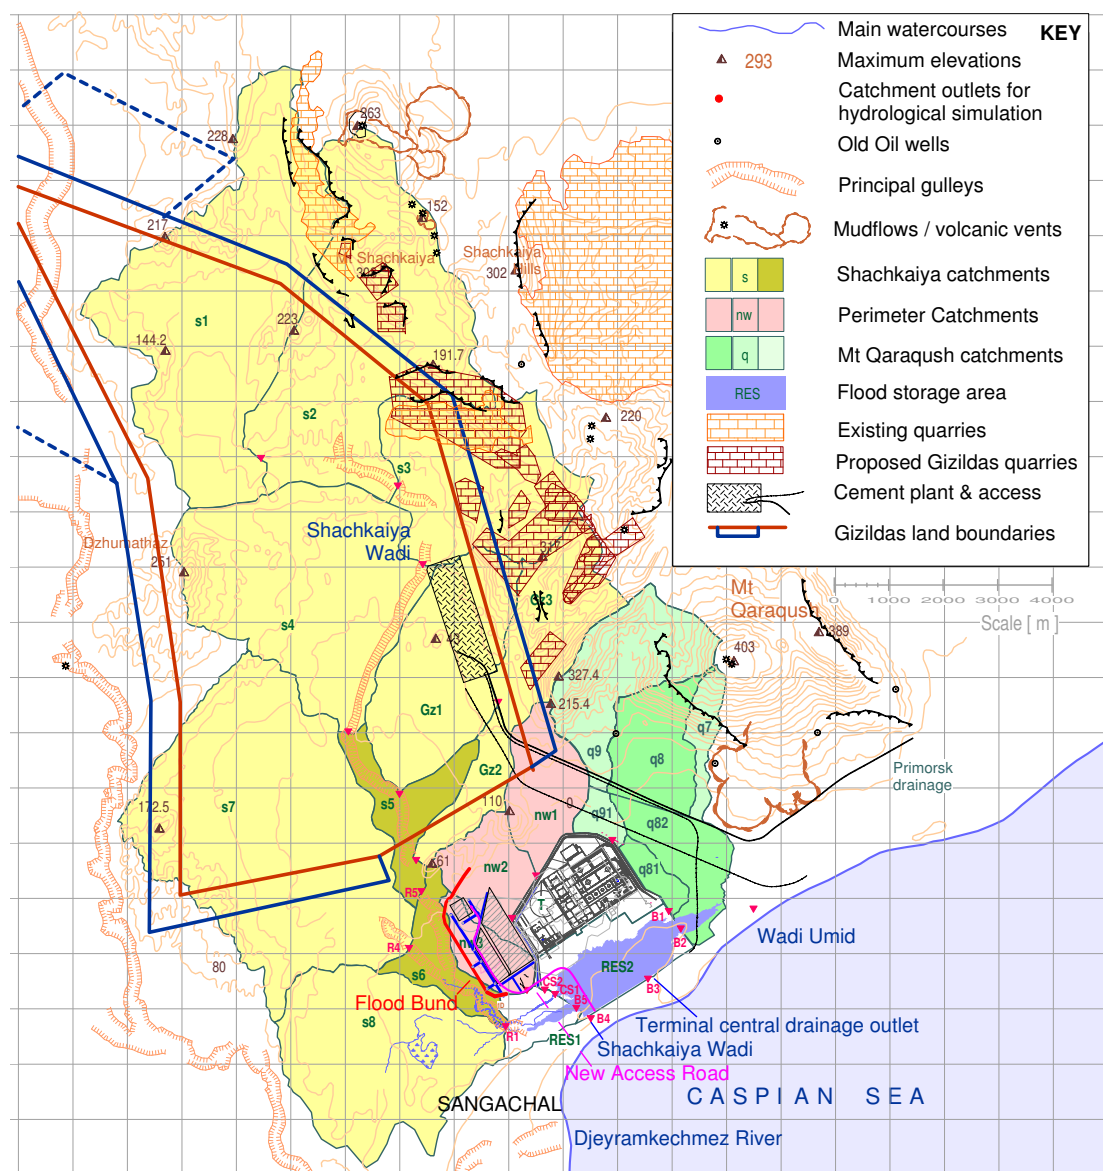 Main watercourses
KEY
293
Maximum elevations
Catchment outlets for
hydrological simulation
Old Oil wells
Principal gulleys
Mudflows / volcanic vents
s
Shachkaiya catchments
nw
Perimeter Catchments
q
Mt Qaraqush catchments
RES
Flood storage area
Existing quarries
Proposed Gizildas quarries
Cement plant & access
Gizildas land boundaries
0 1000 2000 3000 4000
Scale [ m ]
263
228
152
217
Mt Shachkaiya
Shachkaiya
Hills
302
s1
223
144.2
191.7
s2
220
s3
Shachkaiya
Wadi
Dzhumathaz
251
311
Gz3
Mt
Qaraqush
s4
389
403
327.4
215.4
Gz1
q7
q9
q8
Gz2
Primorsk
drainage
172.5
s7
s5
110
0
nw1
q91
q82
61
nw2
q81
R5
T
B1
B2
Wadi Umid
R4
nw3
80
s6
RES2
CS2
CS1
B3
B5
B4
Flood Bund
s8
R1
RES1
Terminal central drainage outlet
Shachkaiya Wadi
New Access Road
SANGACHAL
CASPIAN SEA
Djeyramkechmez River